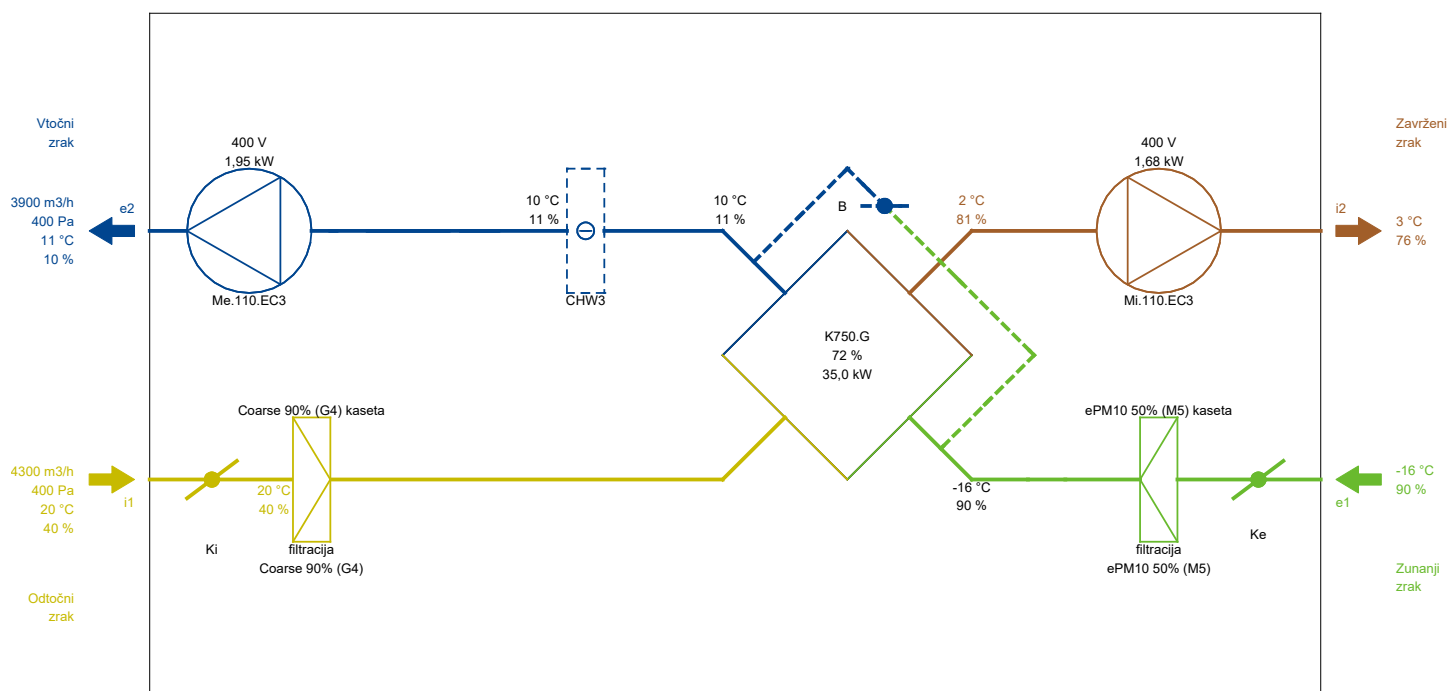 Vtočni
zrak
3900 m3/h
400 Pa
11 °C
10 %
e2
400 V
1,95 kW
Me.110.EC3
10 °C
11 %
CHW3
10 °C
11 %
B
2 °C
81 %
400 V
1,68 kW
Mi.110.EC3
Zavrženi
zrak
i2
3 °C
76 %
K750.G
72 %
35,0 kW
4300 m3/h
400 Pa
20 °C
40 %
i1
Ki
20 °C
40 %
Coarse 90% (G4) kaseta
filtracija
Coarse 90% (G4)
Odtočni
zrak
-16 °C
90 %
ePM10 50% (M5) kaseta
filtracija
ePM10 50% (M5)
Ke
-16 °C
90 %
e1
Zunanji
zrak